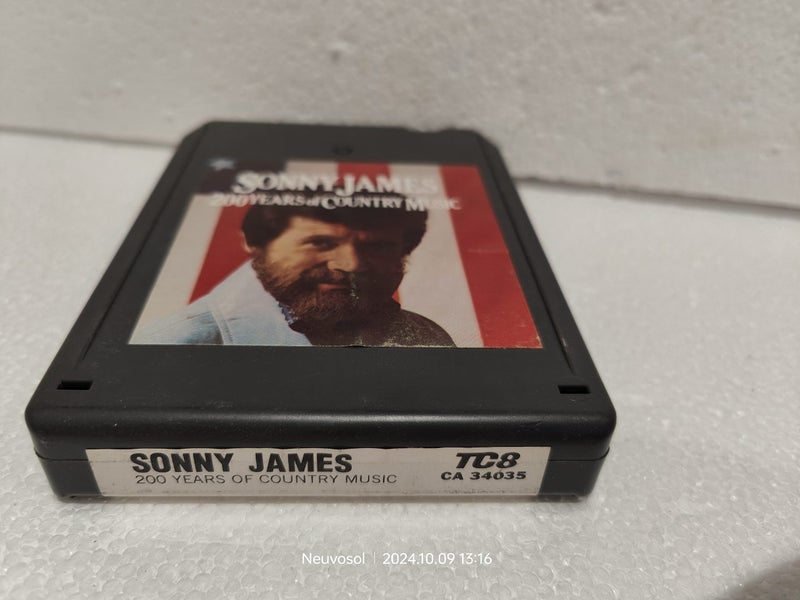 SONNY JAMES
200 YEARS of COUNTRY MUSIC
SONNY JAMES
TC8
200 YEARS OF COUNTRY MUSIC
CA 34035
Neuvosol | 2024.10.09 13:16